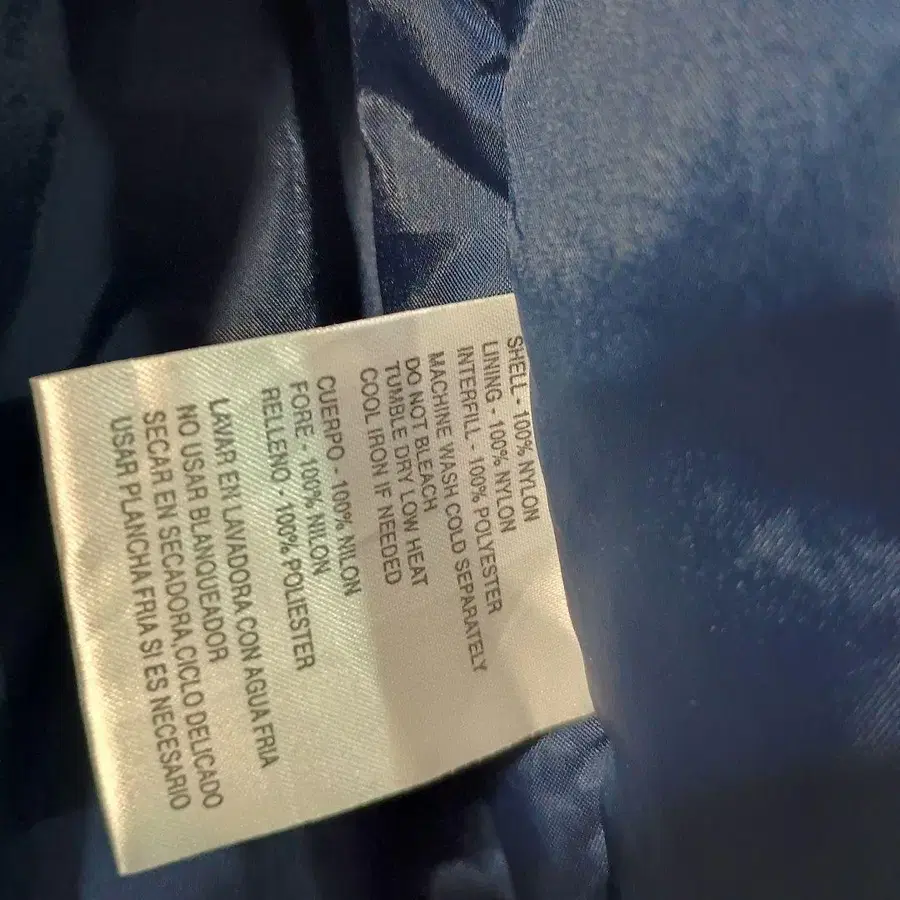 SHELL - 100% NYLON
LINING - 100% NYLON
INTERFILL - 100% POLYESTER
MACHINE WASH COLD SEPARATELY
DO NOT BLEACH
TUMBLE DRY LOW HEAT
COOL IRON IF NEEDED
CUERPO - 100% NILON
FORE - 100% NILON
RELLENO - 100% POLIESTER
LAVAR EN LAVADORA CON AGUA FRIA
NO USAR BLANQUEADOR
SECAR EN SECADORA, CICLO DELICADO
USAR PLANCHA FRIA SI ES NECESARIO